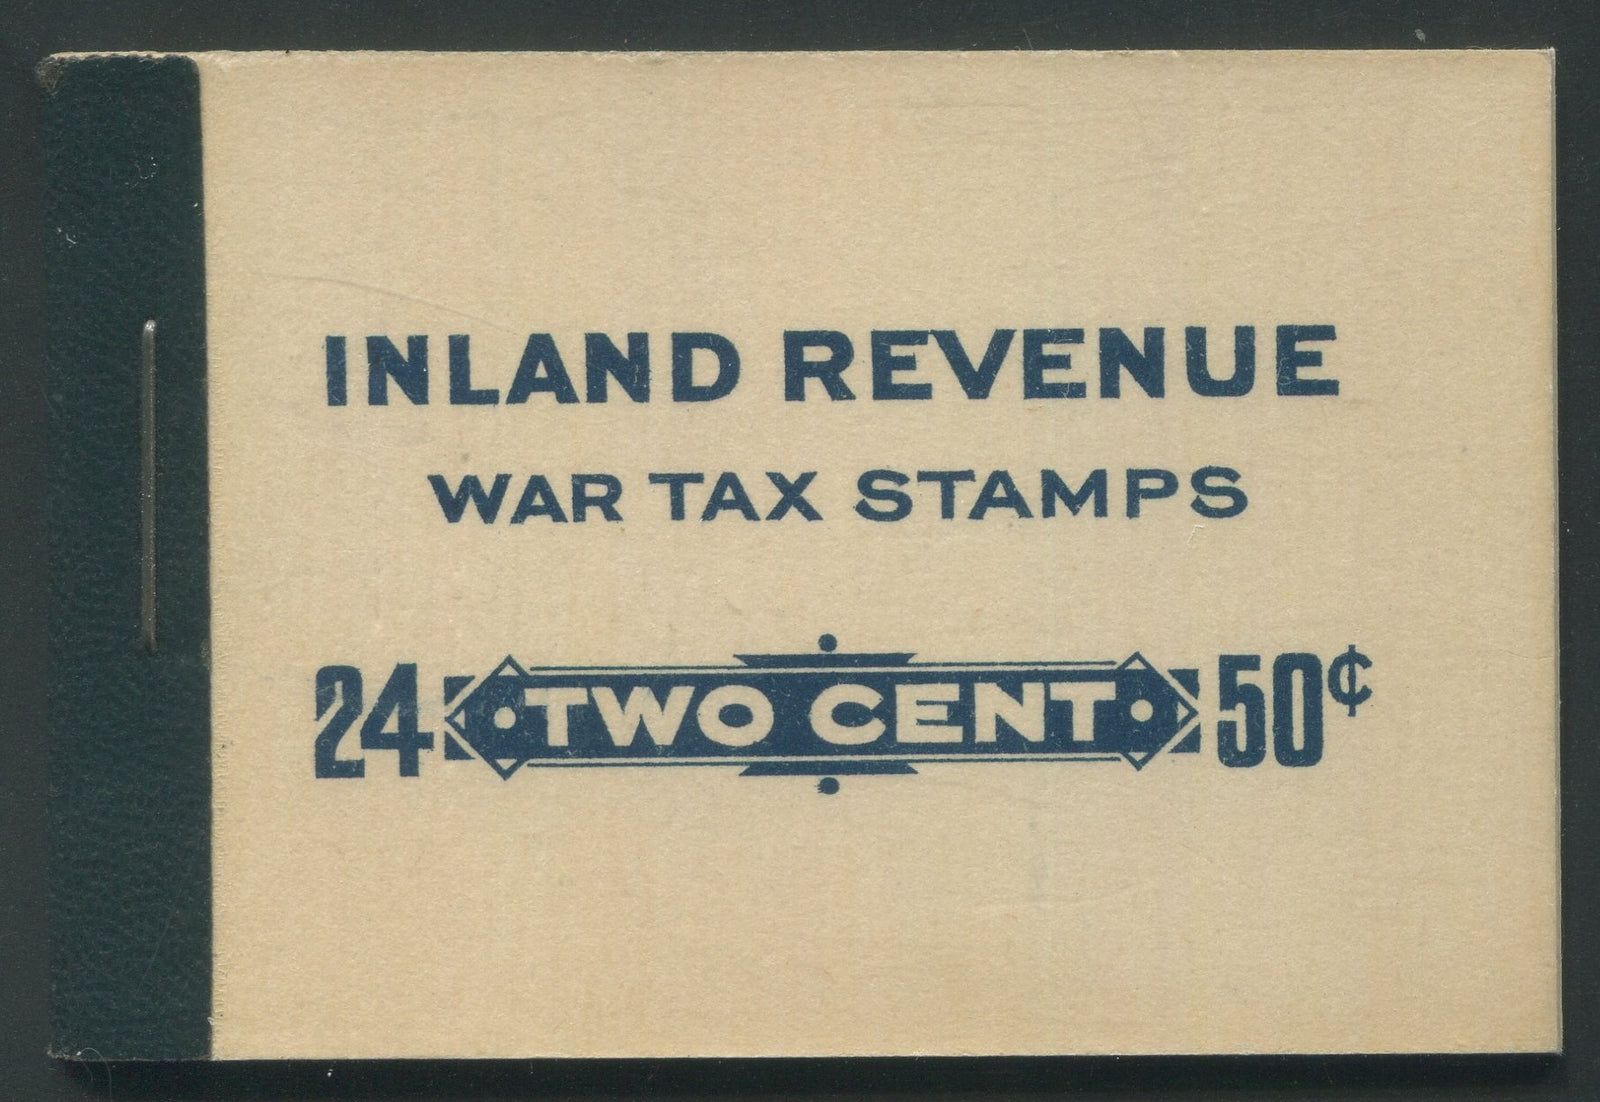 INLAND REVENUE
WAR TAX STAMPS
24 TWO CENT 50¢